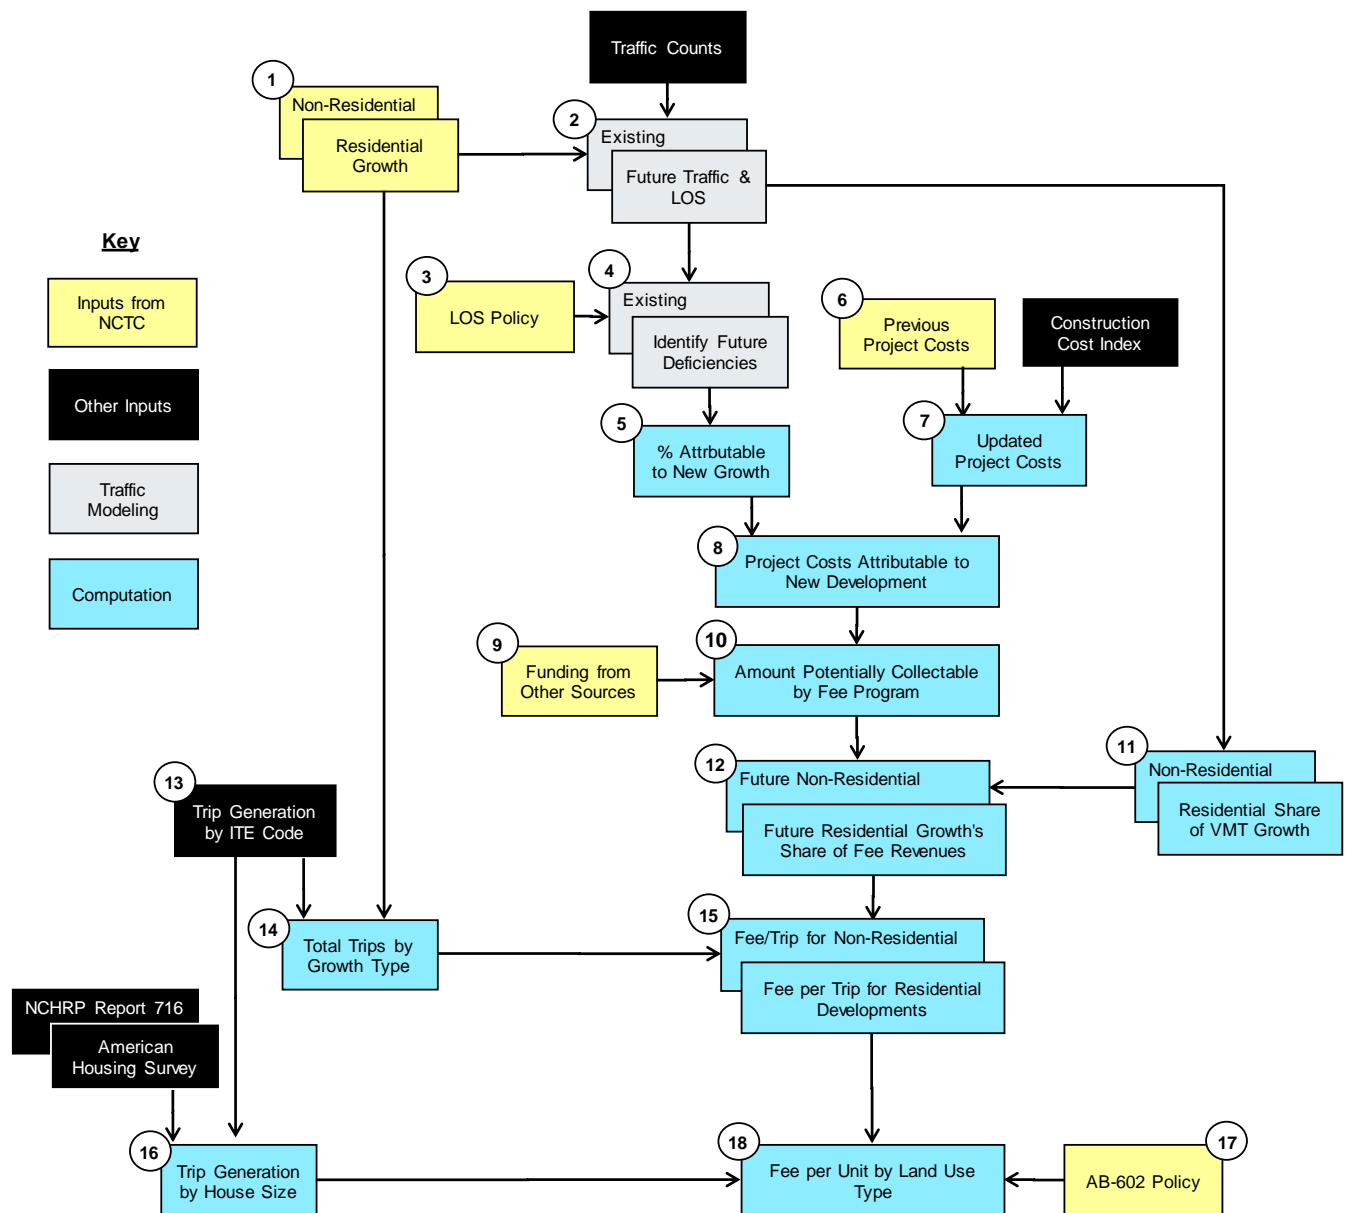 Traffic Counts
1
Non-Residential
Residential
Growth
2
Existing
Future Traffic &
LOS
Key
Inputs from
NCTC
Other Inputs
Traffic
Modeling
Computation
3
LOS Policy
4
Existing
Identify Future
Deficiencies
6
Previous
Project Costs
Construction
Cost Index
5
% Attrbutable
to New Growth
7
Updated
Project Costs
8
Project Costs Attributable to
New Development
9
Funding from
Other Sources
10
Amount Potentially Collectable
by Fee Program
11
Non-Residential
Residential Share
of VMT Growth
12
Future Non-Residential
Future Residential Growth's
Share of Fee Revenues
13
Trip Generation
by ITE Code
14
Total Trips by
Growth Type
15
Fee/Trip for Non-Residential
Fee per Trip for Residential
Developments
NCHRP Report 716
American
Housing Survey
16
Trip Generation
by House Size
18
Fee per Unit by Land Use
Type
17
AB-602 Policy